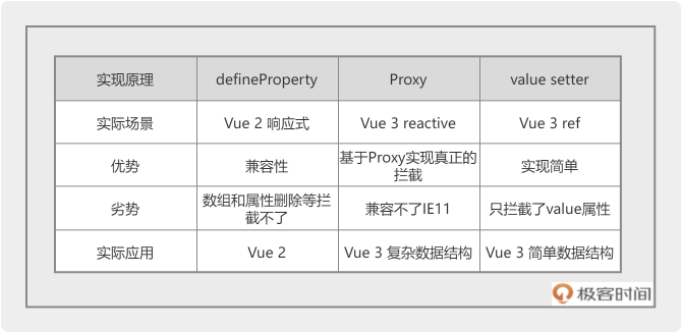 实现原理 defineProperty Proxy value setter
实际场景 Vue 2 响应式 Vue 3 reactive Vue 3 ref
优势 兼容性 基于Proxy实现真正的
拦截 实现简单
劣势 数组和属性删除等拦
截不了 兼容不了IE11 只拦截了value属性
实际应用 Vue 2 Vue 3 复杂数据结构 Vue 3 简单数据结构
极客时间